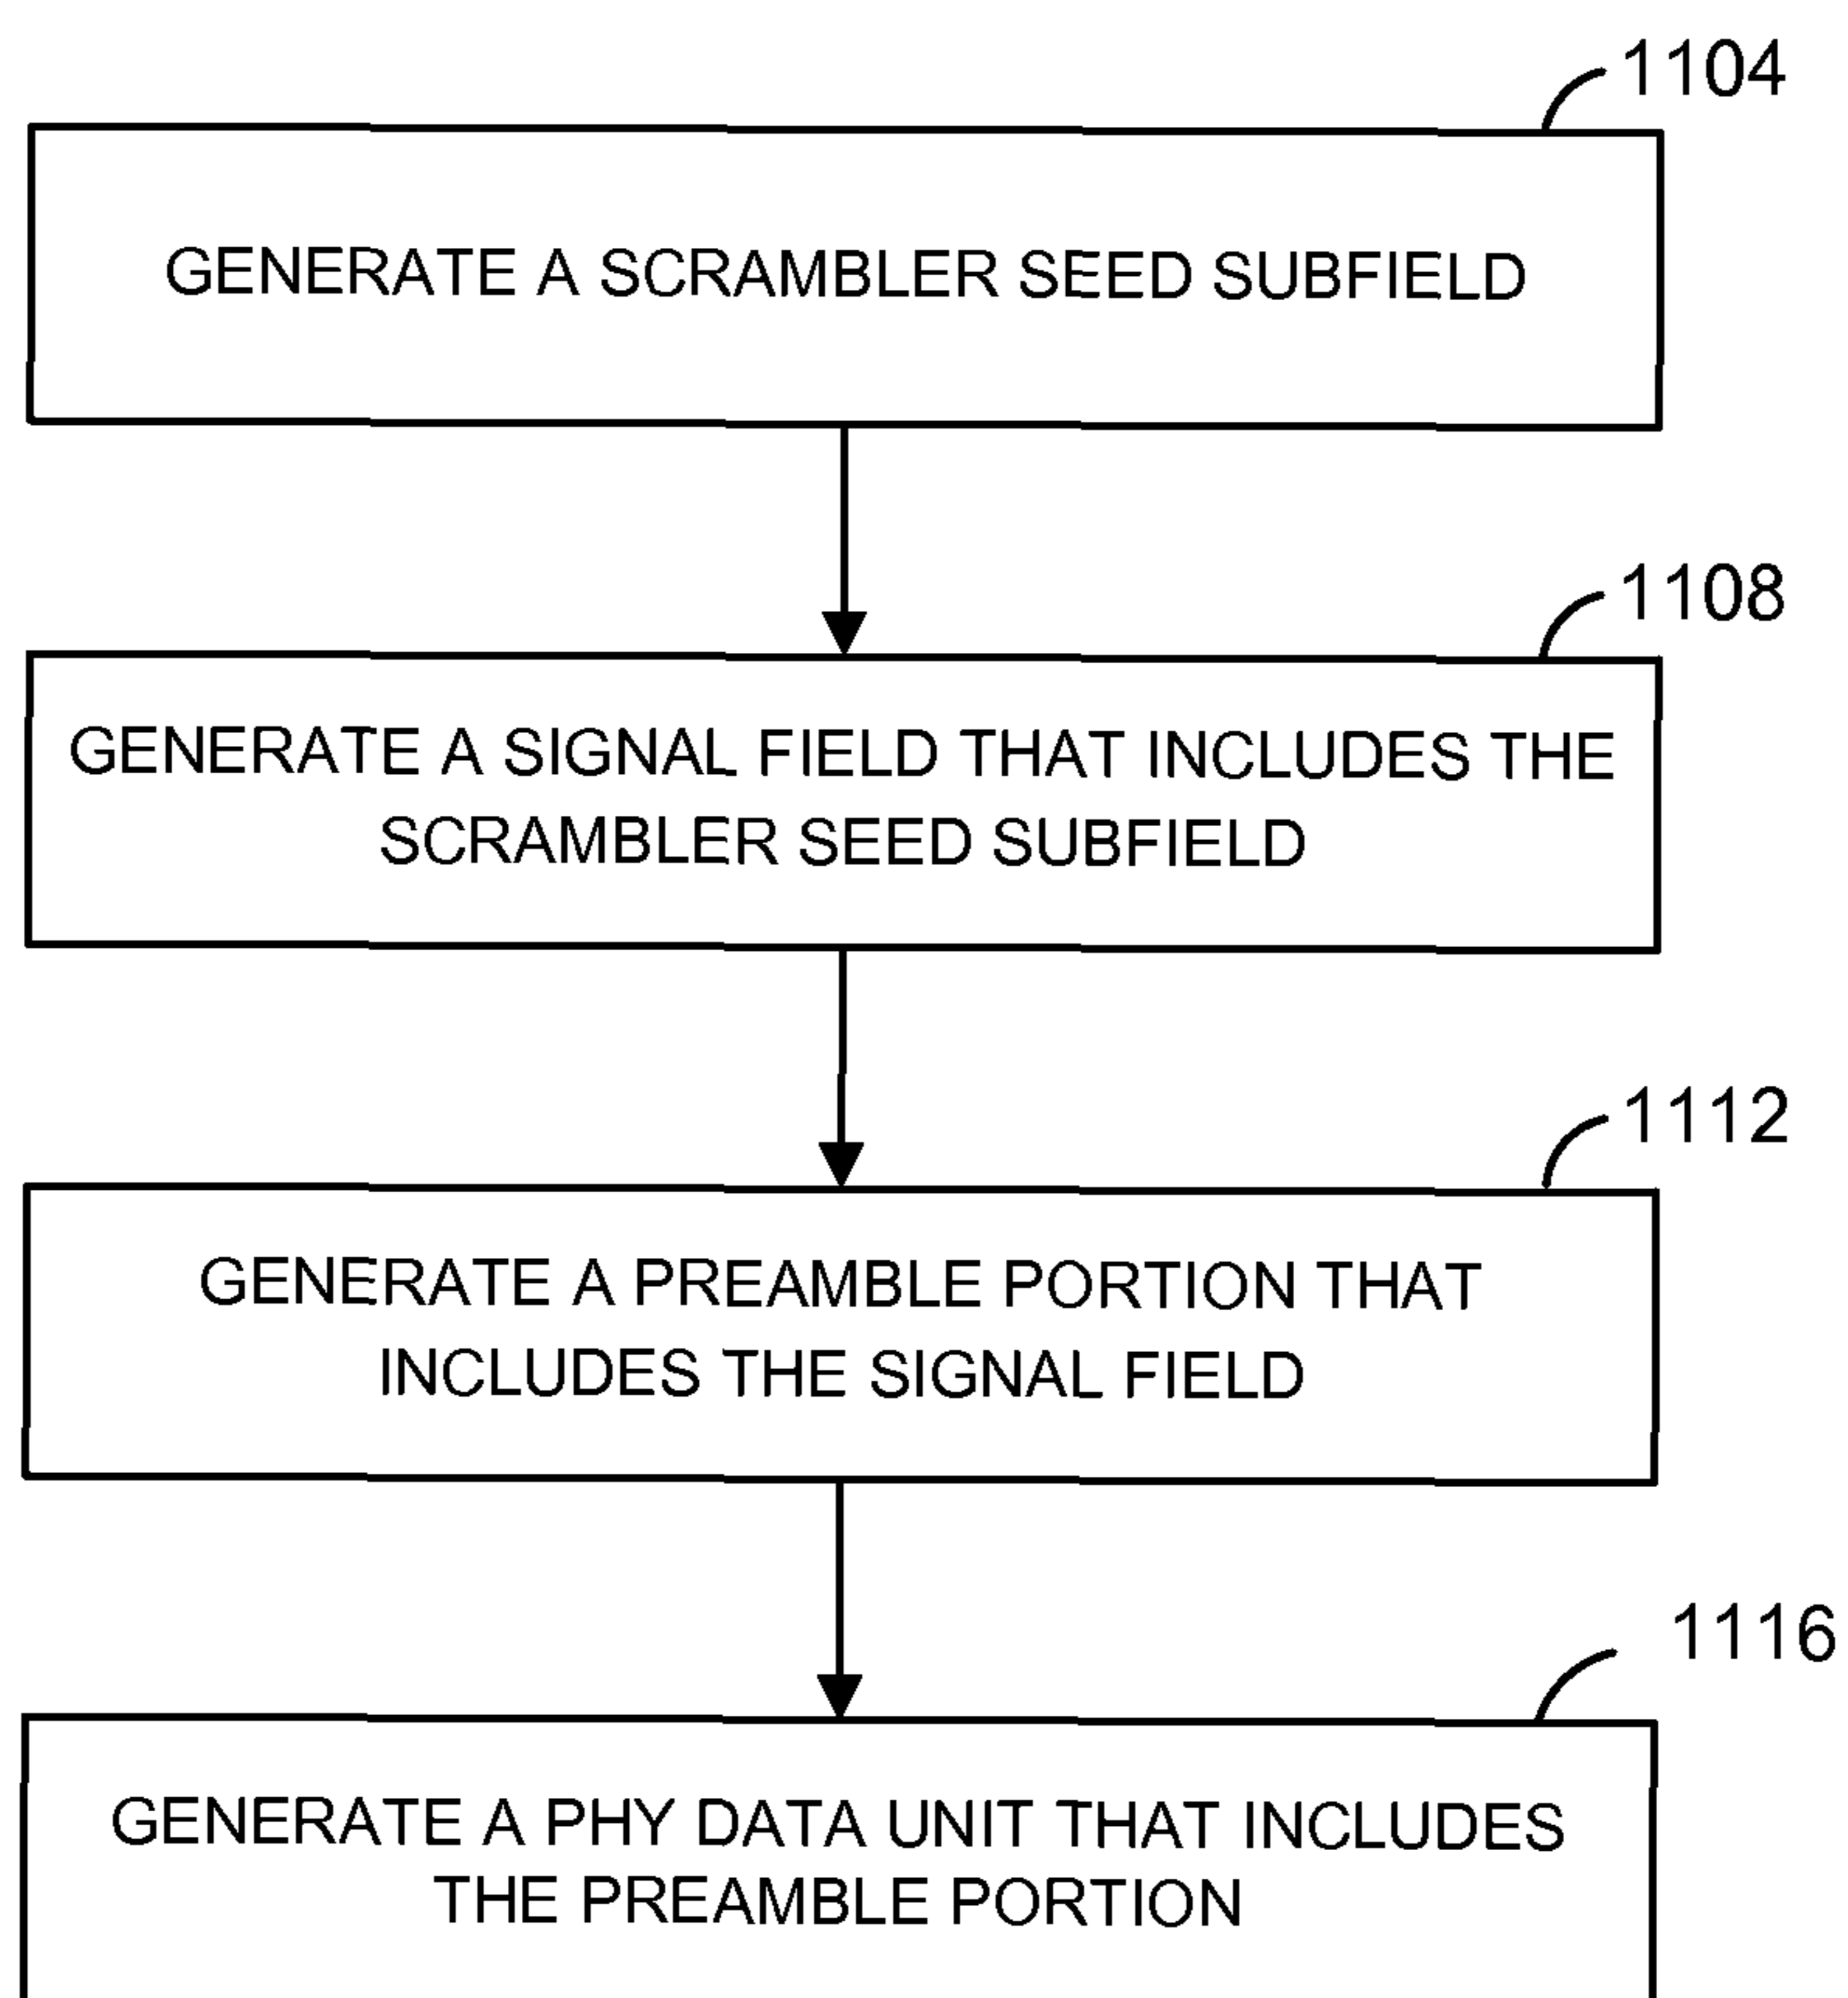 1104
GENERATE A SCRAMBLER SEED SUBFIELD
1108
GENERATE A SIGNAL FIELD THAT INCLUDES THE
SCRAMBLER SEED SUBFIELD
1112
GENERATE A PREAMBLE PORTION THAT
INCLUDES THE SIGNAL FIELD
1116
GENERATE A PHY DATA UNIT THAT INCLUDES
THE PREAMBLE PORTION